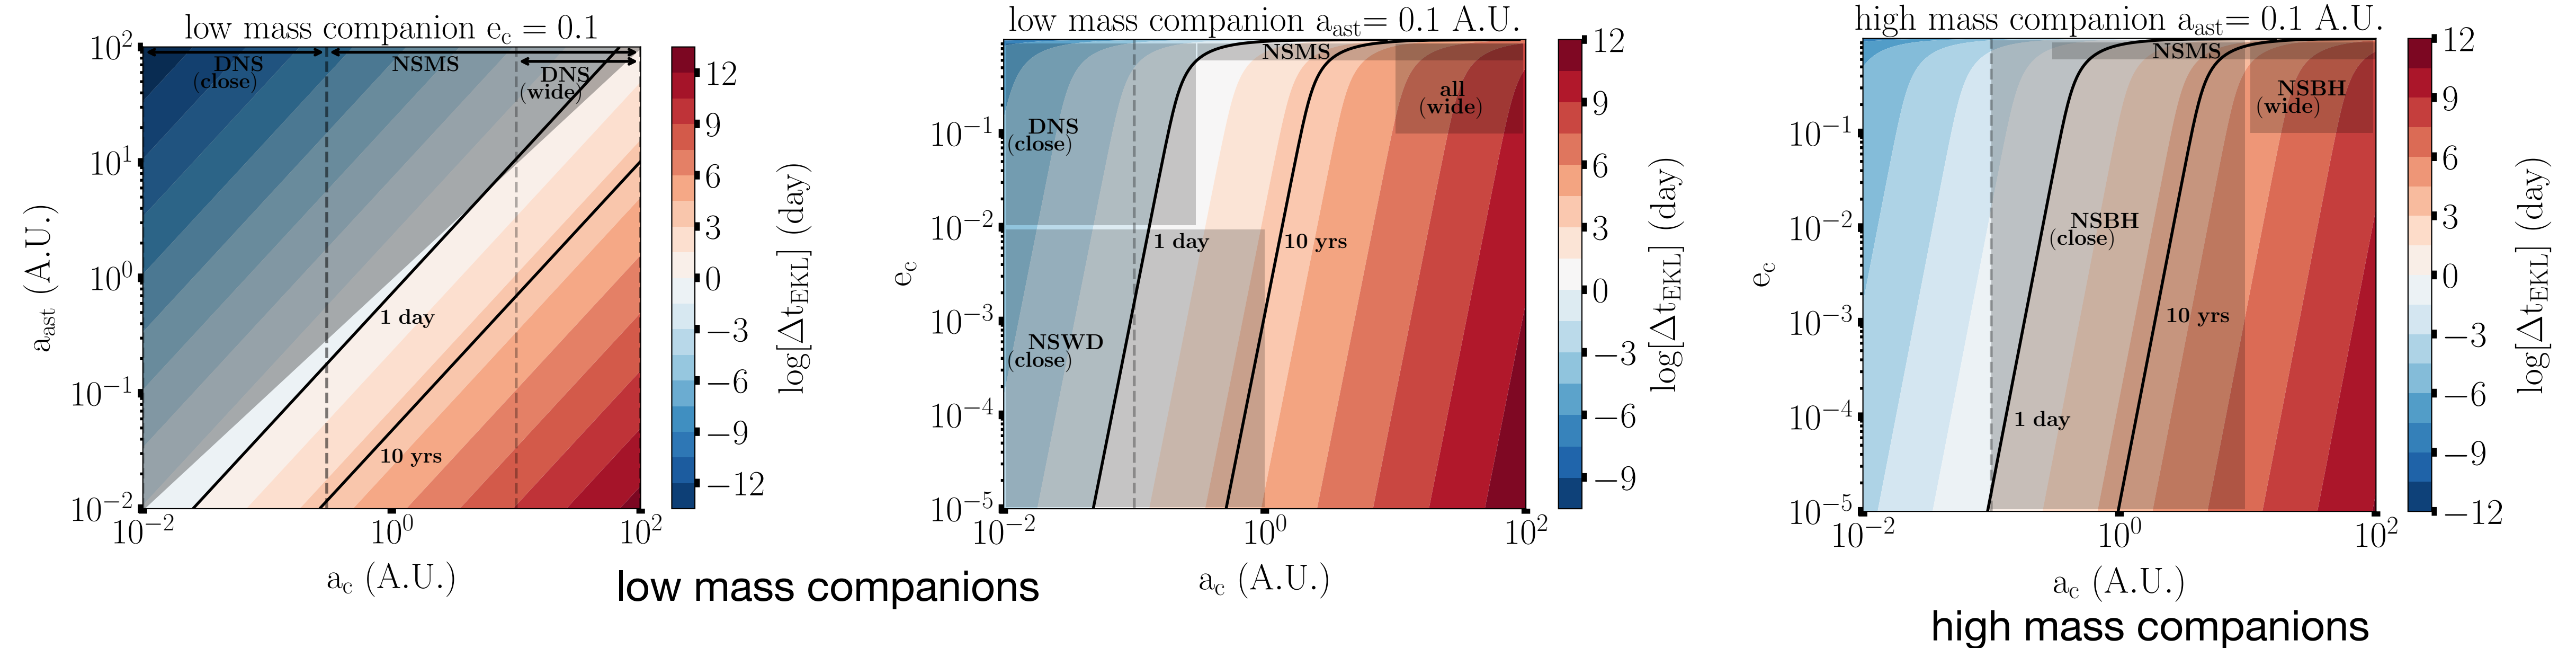 low mass companion e_c = 0.1
10^2
10^1
10^0
10^-1
10^-2
a_ast (A.U.)
DNS
(close)
NSMS
DNS
(wide)
1 day
10 yrs
10^-2
10^0
10^2
a_c (A.U.)
12
9
6
3
0
−3
−6
−9
−12
log[Δt_EKL] (day)
low mass companion a_ast = 0.1 A.U.
10^-1
10^-2
10^-3
10^-4
10^-5
e_c
NSMS
all
(wide)
DNS
(close)
1 day
10 yrs
NSWD
(close)
10^-2
10^0
10^2
a_c (A.U.)
12
9
6
3
0
−3
−6
−9
log[Δt_EKL] (day)
high mass companion a_ast = 0.1 A.U.
10^-1
10^-2
10^-3
10^-4
10^-5
e_c
NSMS
NSBH
(wide)
NSBH
(close)
10 yrs
1 day
10^-2
10^0
10^2
a_c (A.U.)
12
9
6
3
0
−3
−6
−9
−12
log[Δt_EKL] (day)
low mass companions
high mass companions